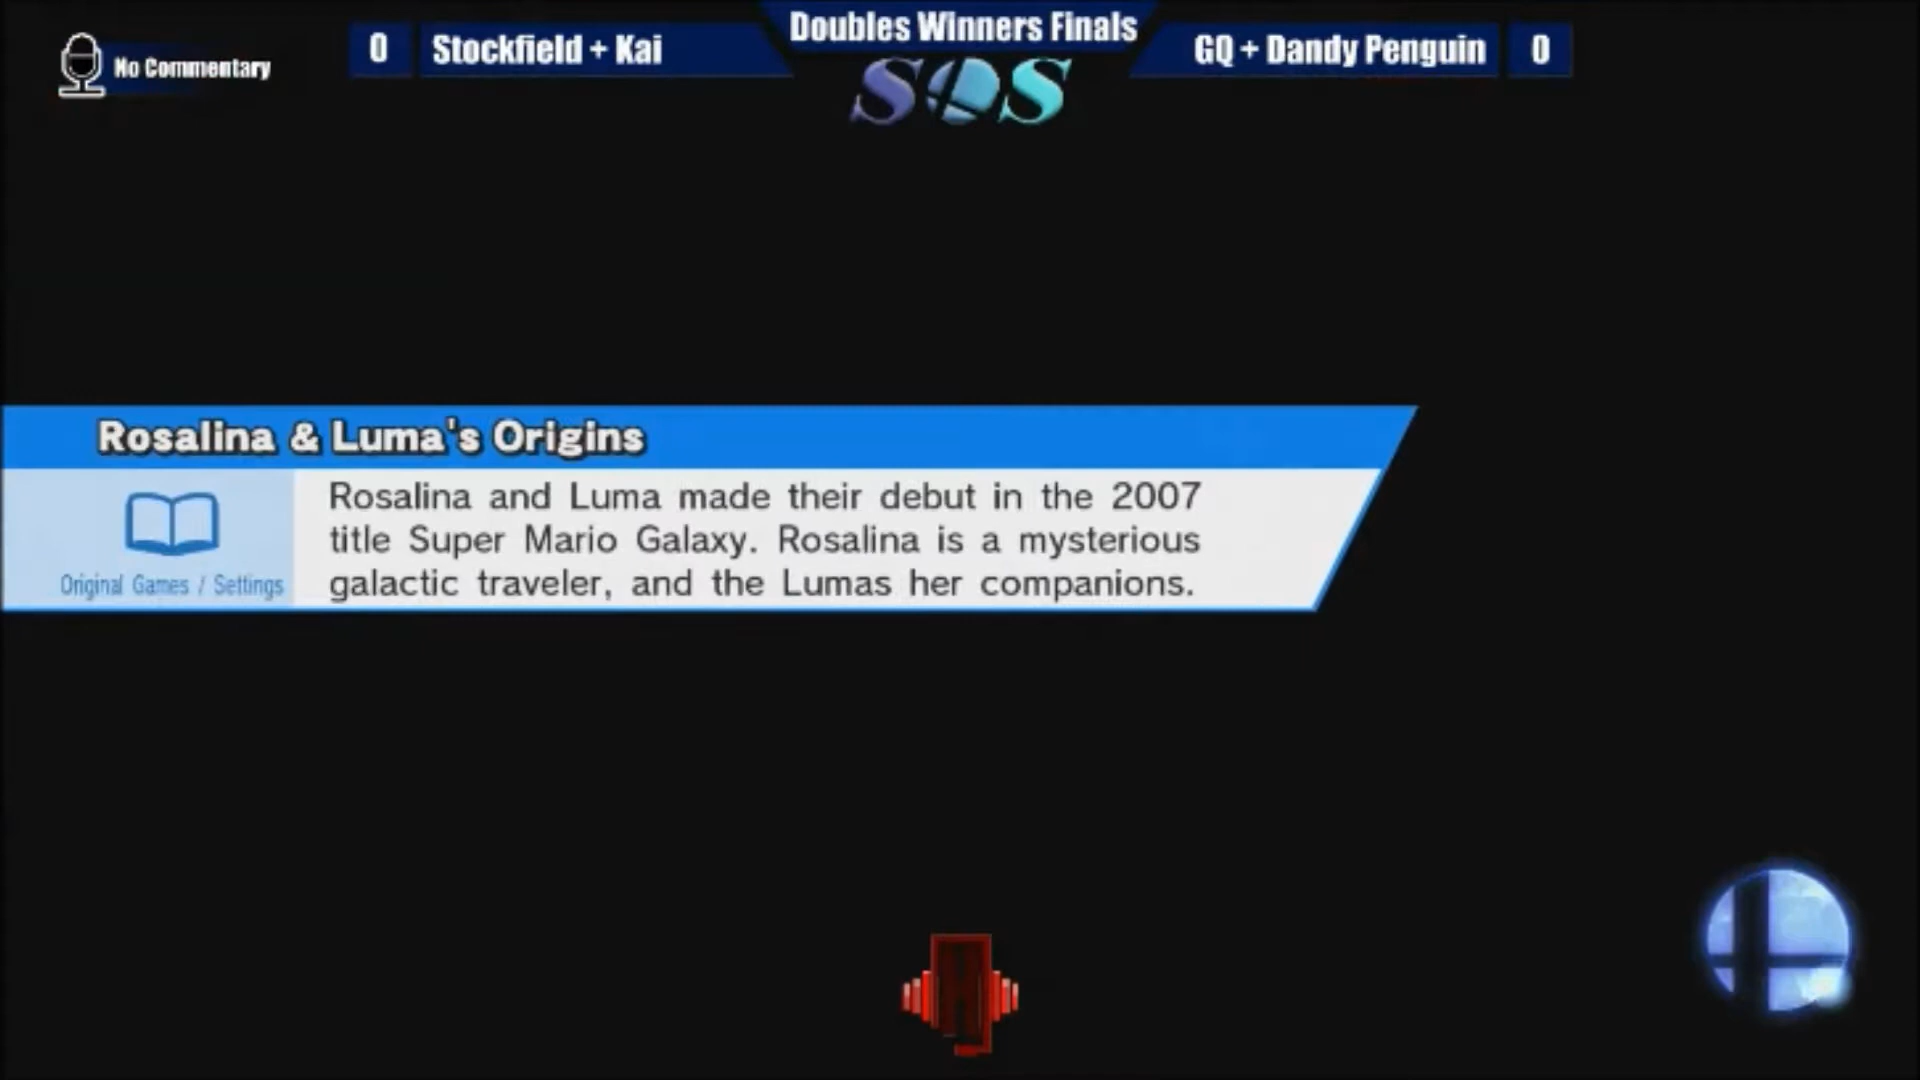 Doubles Winners Finals
No Commentary
0 Stockfield + Kai
GQ + Dandy Penguin 0
SOS
Rosalina & Luma's Origins
Original Games / Settings
Rosalina and Luma made their debut in the 2007
title Super Mario Galaxy. Rosalina is a mysterious
galactic traveler, and the Lumas her companions.